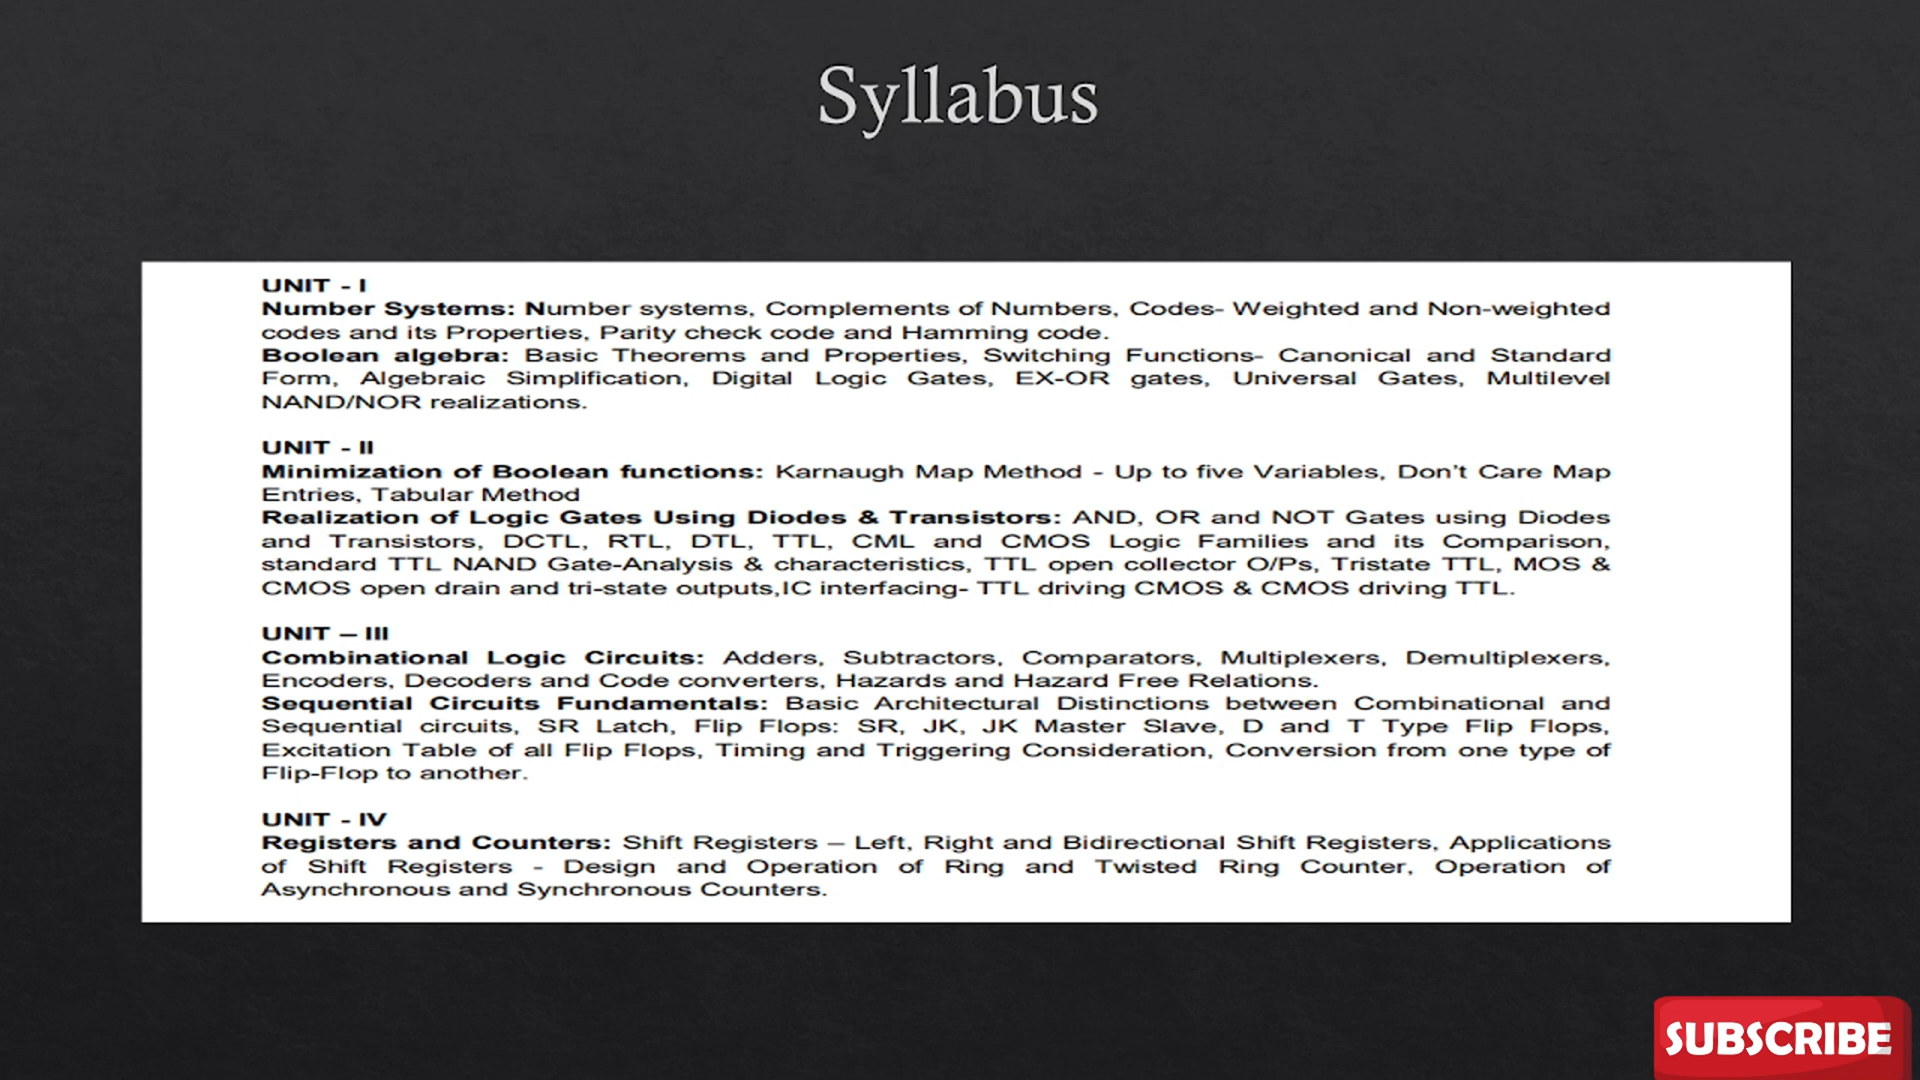 Syllabus
UNIT - I
Number Systems: Number systems, Complements of Numbers, Codes- Weighted and Non-weighted
codes and its Properties, Parity check code and Hamming code.
Boolean algebra: Basic Theorems and Properties, Switching Functions- Canonical and Standard
Form, Algebraic Simplification, Digital Logic Gates, EX-OR gates, Universal Gates, Multilevel
NAND/NOR realizations.
UNIT - II
Minimization of Boolean functions: Karnaugh Map Method - Up to five Variables, Don't Care Map
Entries, Tabular Method
Realization of Logic Gates Using Diodes & Transistors: AND, OR and NOT Gates using Diodes
and Transistors, DCTL, RTL, DTL, TTL, CML and CMOS Logic Families and its Comparison,
standard TTL NAND Gate-Analysis & characteristics, TTL open collector O/Ps, Tristate TTL, MOS &
CMOS open drain and tri-state outputs,IC interfacing- TTL driving CMOS & CMOS driving TTL.
UNIT – III
Combinational Logic Circuits: Adders, Subtractors, Comparators, Multiplexers, Demultiplexers,
Encoders, Decoders and Code converters, Hazards and Hazard Free Relations.
Sequential Circuits Fundamentals: Basic Architectural Distinctions between Combinational and
Sequential circuits, SR Latch, Flip Flops: SR, JK, JK Master Slave, D and T Type Flip Flops,
Excitation Table of all Flip Flops, Timing and Triggering Consideration, Conversion from one type of
Flip-Flop to another.
UNIT - IV
Registers and Counters: Shift Registers – Left, Right and Bidirectional Shift Registers, Applications
of Shift Registers - Design and Operation of Ring and Twisted Ring Counter, Operation of
Asynchronous and Synchronous Counters.
SUBSCRIBE